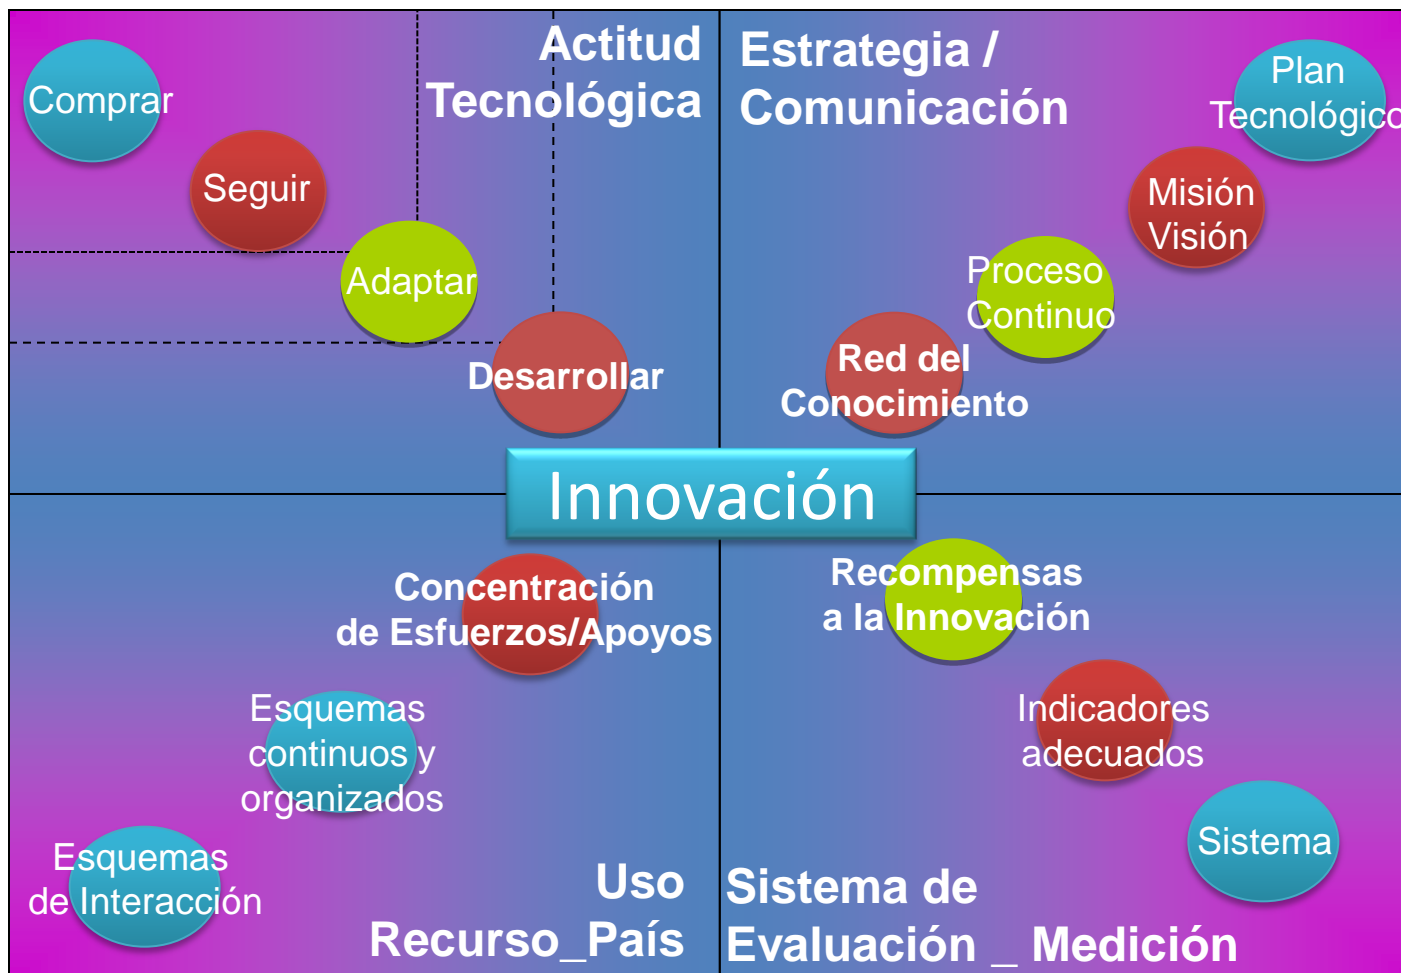 Actitud
Tecnológica
Comprar
Seguir
Adaptar
Desarrollar
Estrategia /
Comunicación
Plan
Tecnológico
Misión
Visión
Proceso
Continuo
Red del
Conocimiento
Innovación
Concentración
de Esfuerzos/Apoyos
Esquemas
continuos y
organizados
Esquemas
de Interacción
Uso
Recurso_País
Recompensas
a la Innovación
Indicadores
adecuados
Sistema
Sistema de
Evaluación _ Medición